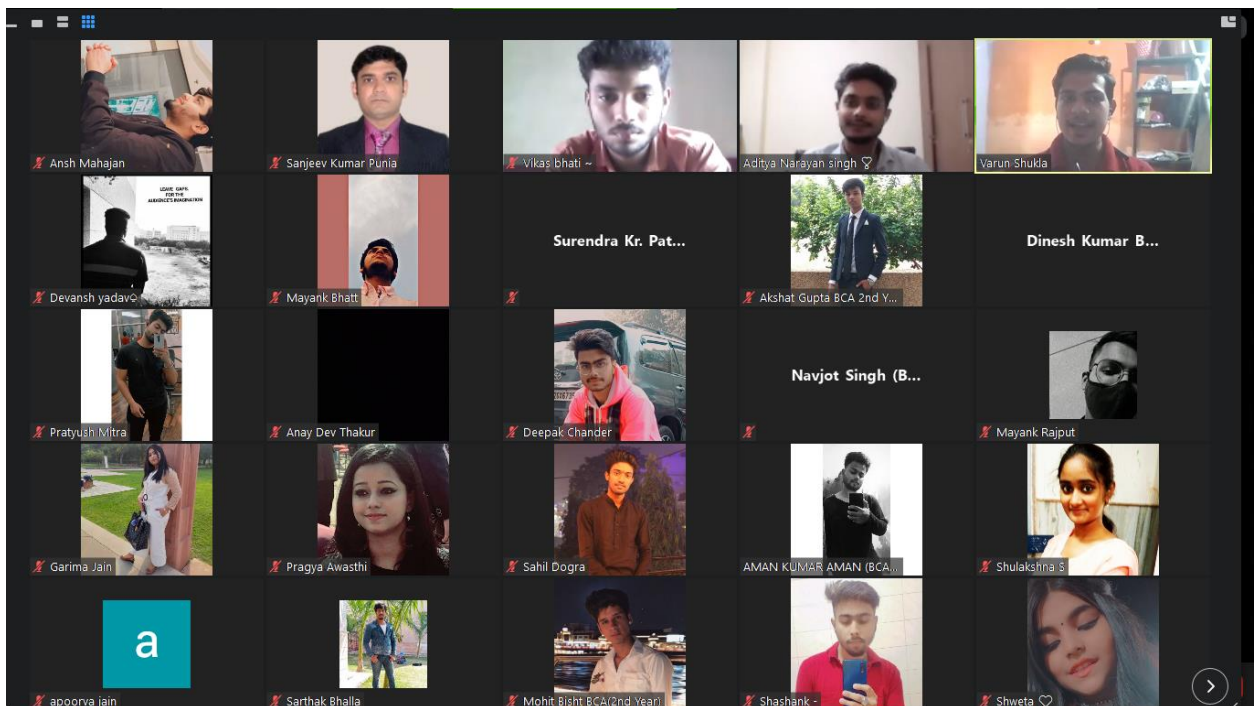 Ansh Mahajan
Sanjeev Kumar Punia
Vikas bhati ~
Aditya Narayan singh
Varun Shukla
LEAVE GAPS
FOR THE
AUDIENCE'S IMAGINATION
Devansh yadav
Mayank Bhatt
Surendra Kr. Pat...
Akshat Gupta BCA 2nd Y...
Dinesh Kumar B...
Pratyush Mitra
Anay Dev Thakur
Deepak Chander
Navjot Singh (B...
Mayank Rajput
Garima Jain
Pragya Awasthi
Sahil Dogra
AMAN KUMAR AMAN (BCA...
Shulakshna S
a
apoorva jain
Sarthak Bhalla
Mohit Bisht BCA(2nd Year)
Shashank -
Shweta ♡